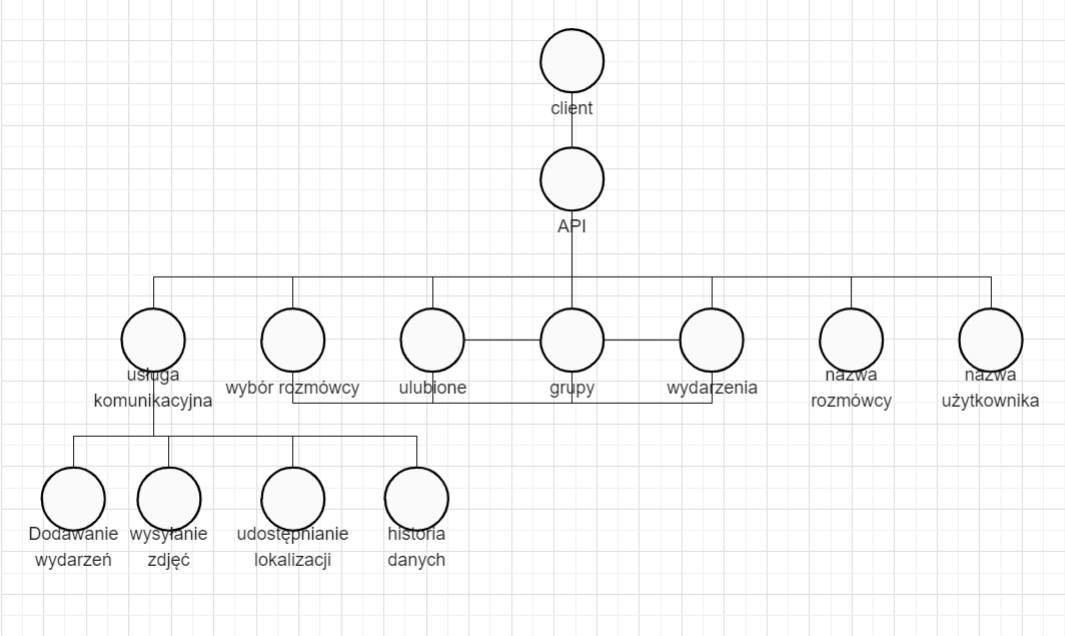 client
API
usługa
komunikacyjna
wybór rozmówcy
ulubione
grupy
wydarzenia
nazwa
rozmówcy
nazwa
użytkownika
Dodawanie
wydarzeń
wysyłanie
zdjęć
udostępnianie
lokalizacji
historia
danych